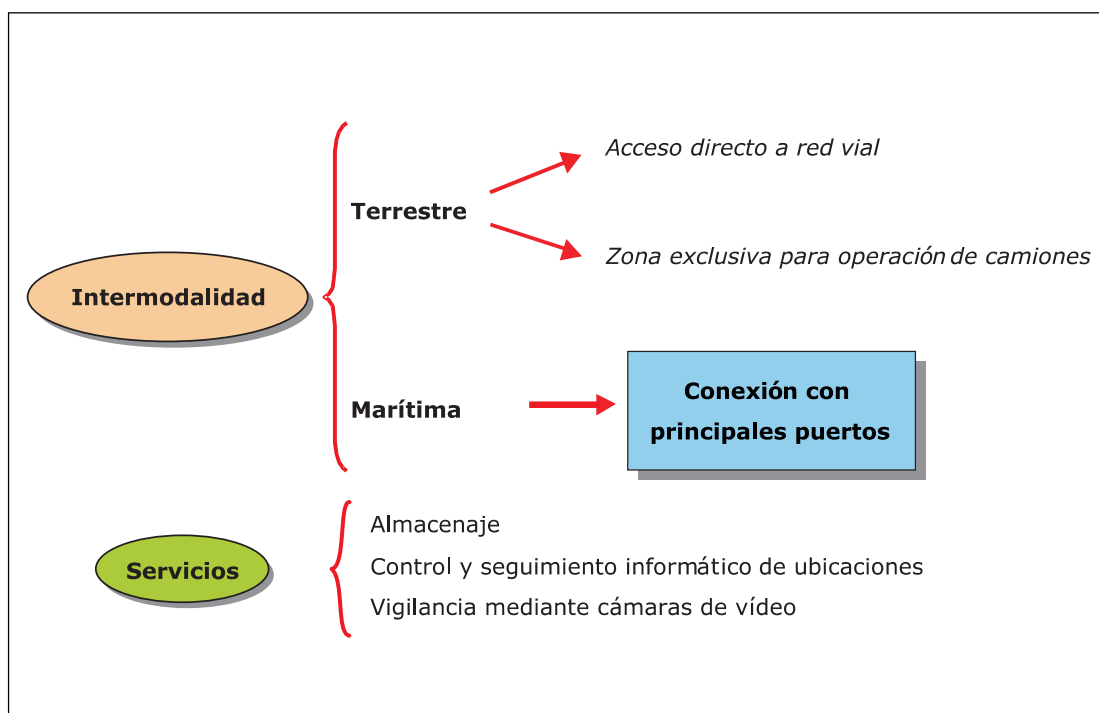 Intermodalidad
Terrestre
Acceso directo a red vial
Zona exclusiva para operación de camiones
Marítima
Conexión con
principales puertos
Servicios
Almacenaje
Control y seguimiento informático de ubicaciones
Vigilancia mediante cámaras de vídeo